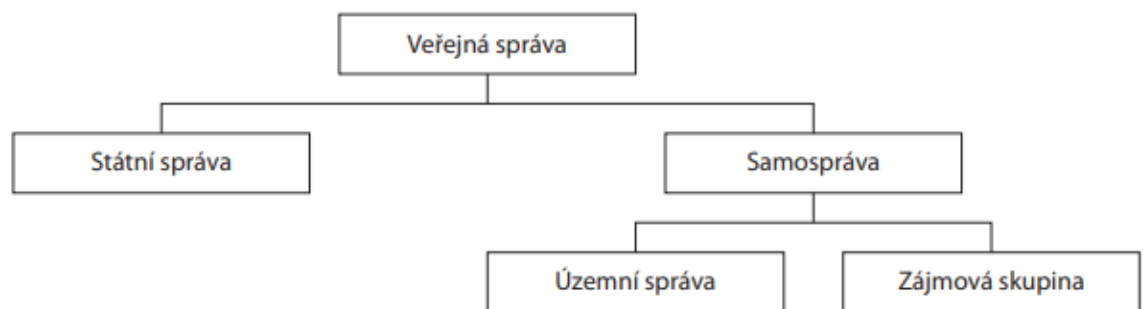 Veřejná správa
Státní správa
Samospráva
Územní správa
Zájmová skupina